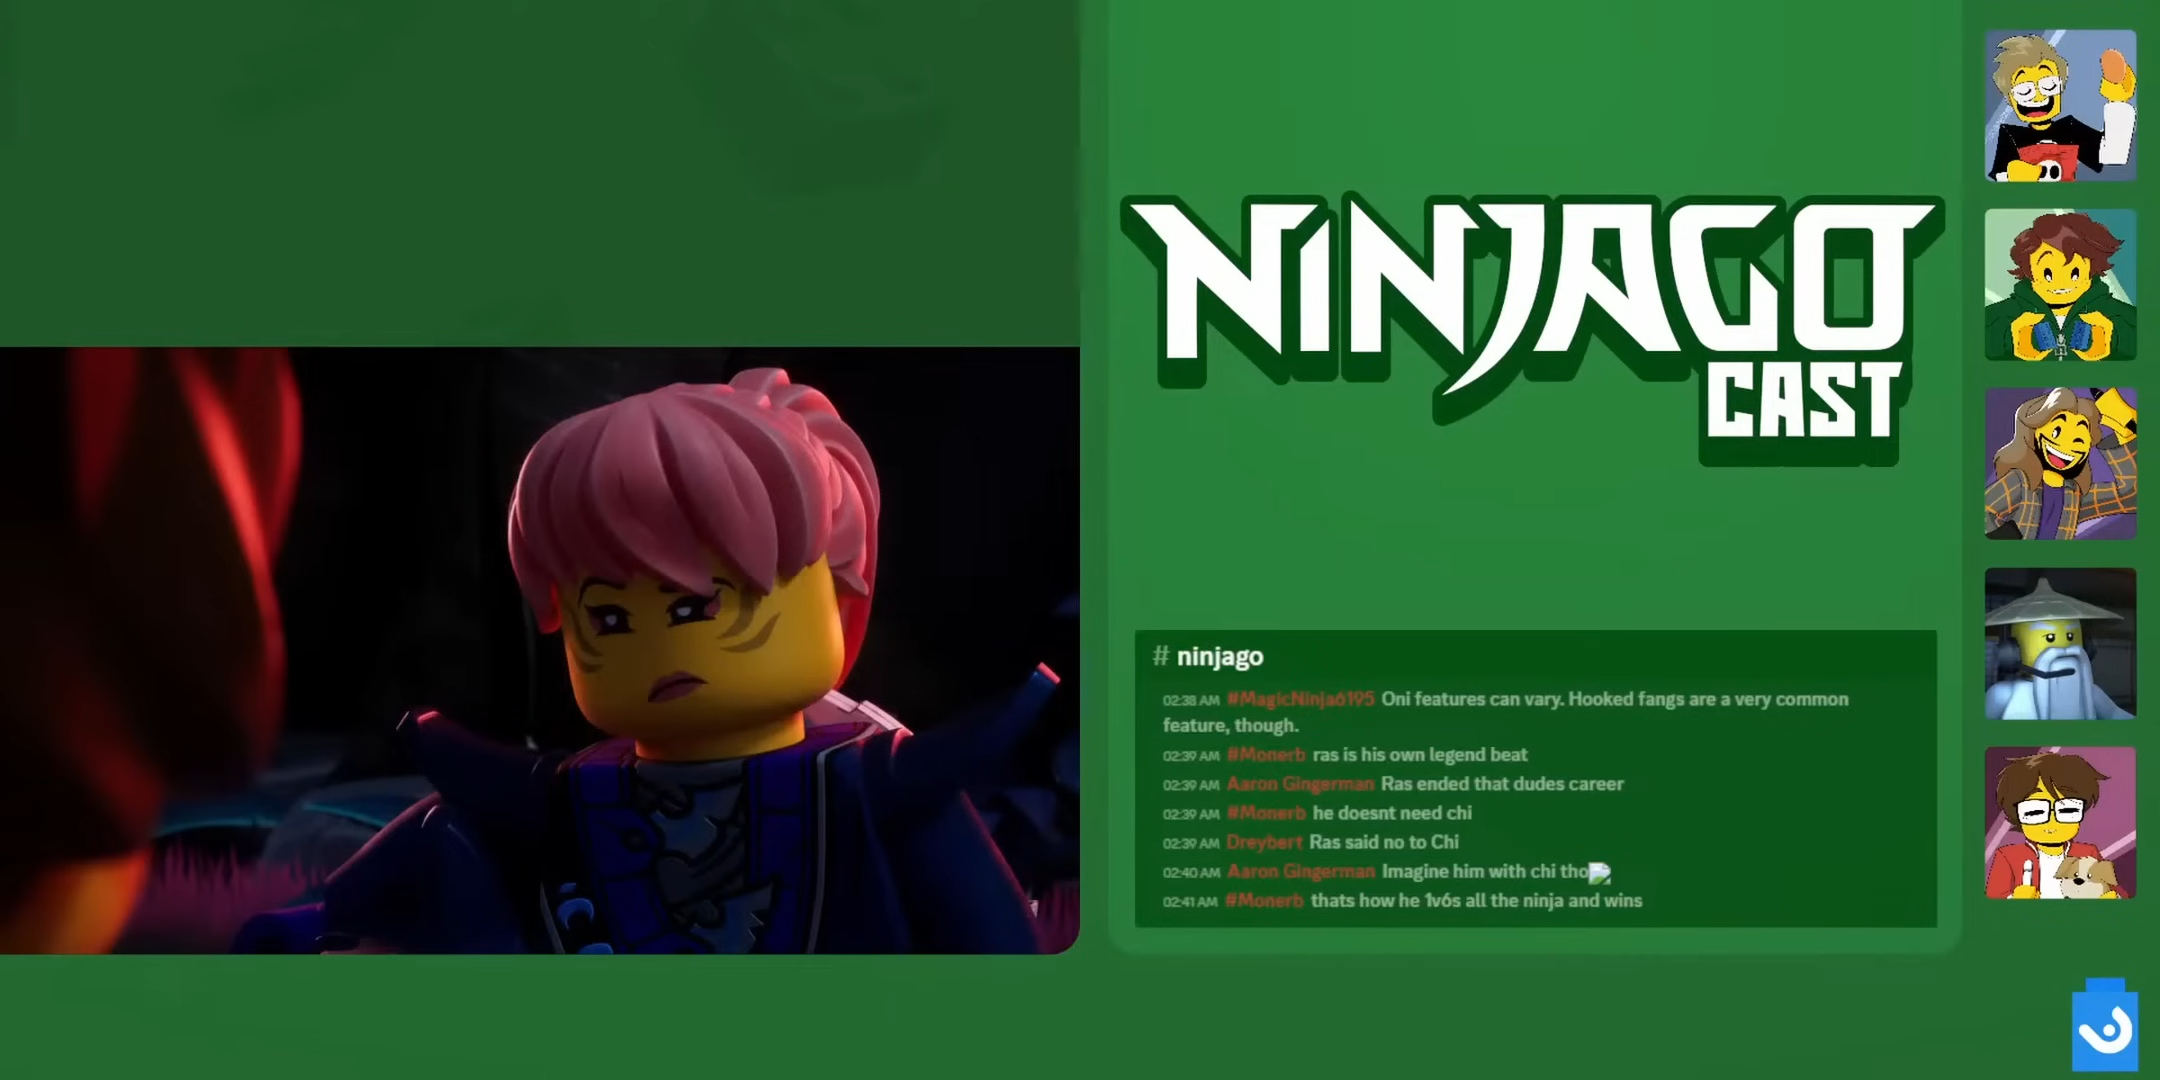 NINJAGO
CAST
# ninjago
02:38 AM #MagicNinja6195 Oni features can vary. Hooked fangs are a very common
feature, though.
02:39 AM #Monerb ras is his own legend beat
02:39 AM Aaron Gingerman Ras ended that dudes career
02:39 AM #Monerb he doesnt need chi
02:39 AM Dreybert Ras said no to Chi
02:40 AM Aaron Gingerman Imagine him with chi tho
02:41 AM #Monerb thats how he 1v6s all the ninja and wins